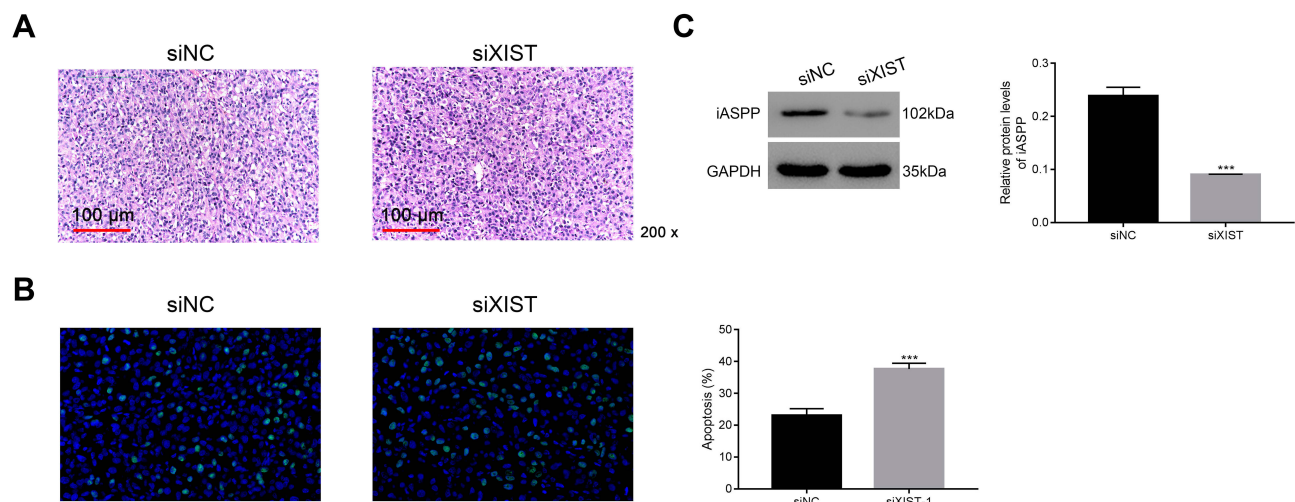 A
siNC
siXIST
100 µm
100 µm
200 x
B
siNC
siXIST
Apoptosis (%)
50
40
30
20
10
0
***
siNC
siXIST-1
C
siNC
siXIST
iASPP
102kDa
GAPDH
35kDa
Relative protein levels
of iASPP
0.3
0.2
0.1
0.0
***
siNC
siXIST